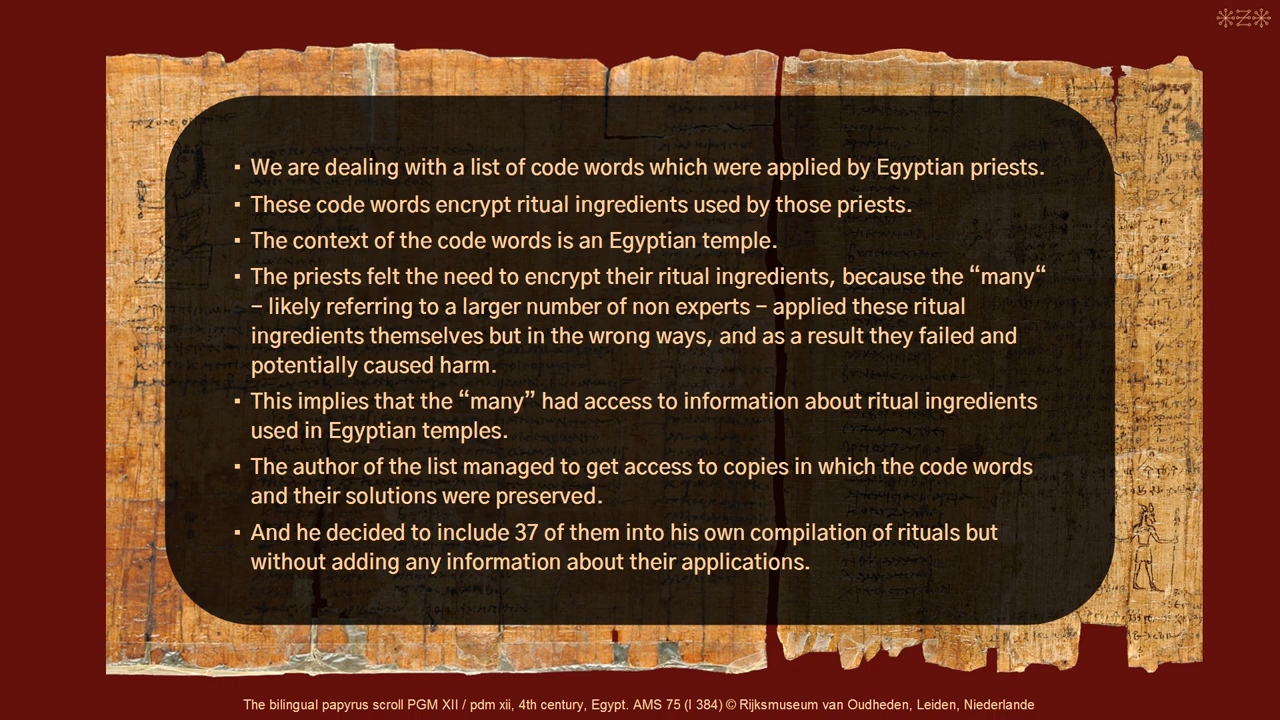 ▪ We are dealing with a list of code words which were applied by Egyptian priests.
▪ These code words encrypt ritual ingredients used by those priests.
▪ The context of the code words is an Egyptian temple.
▪ The priests felt the need to encrypt their ritual ingredients, because the “many“
– likely referring to a larger number of non experts – applied these ritual
ingredients themselves but in the wrong ways, and as a result they failed and
potentially caused harm.
▪ This implies that the “many” had access to information about ritual ingredients
used in Egyptian temples.
▪ The author of the list managed to get access to copies in which the code words
and their solutions were preserved.
▪ And he decided to include 37 of them into his own compilation of rituals but
without adding any information about their applications.
The bilingual papyrus scroll PGM XII / pdm xii, 4th century, Egypt. AMS 75 (I 384) © Rijksmuseum van Oudheden, Leiden, Niederlande